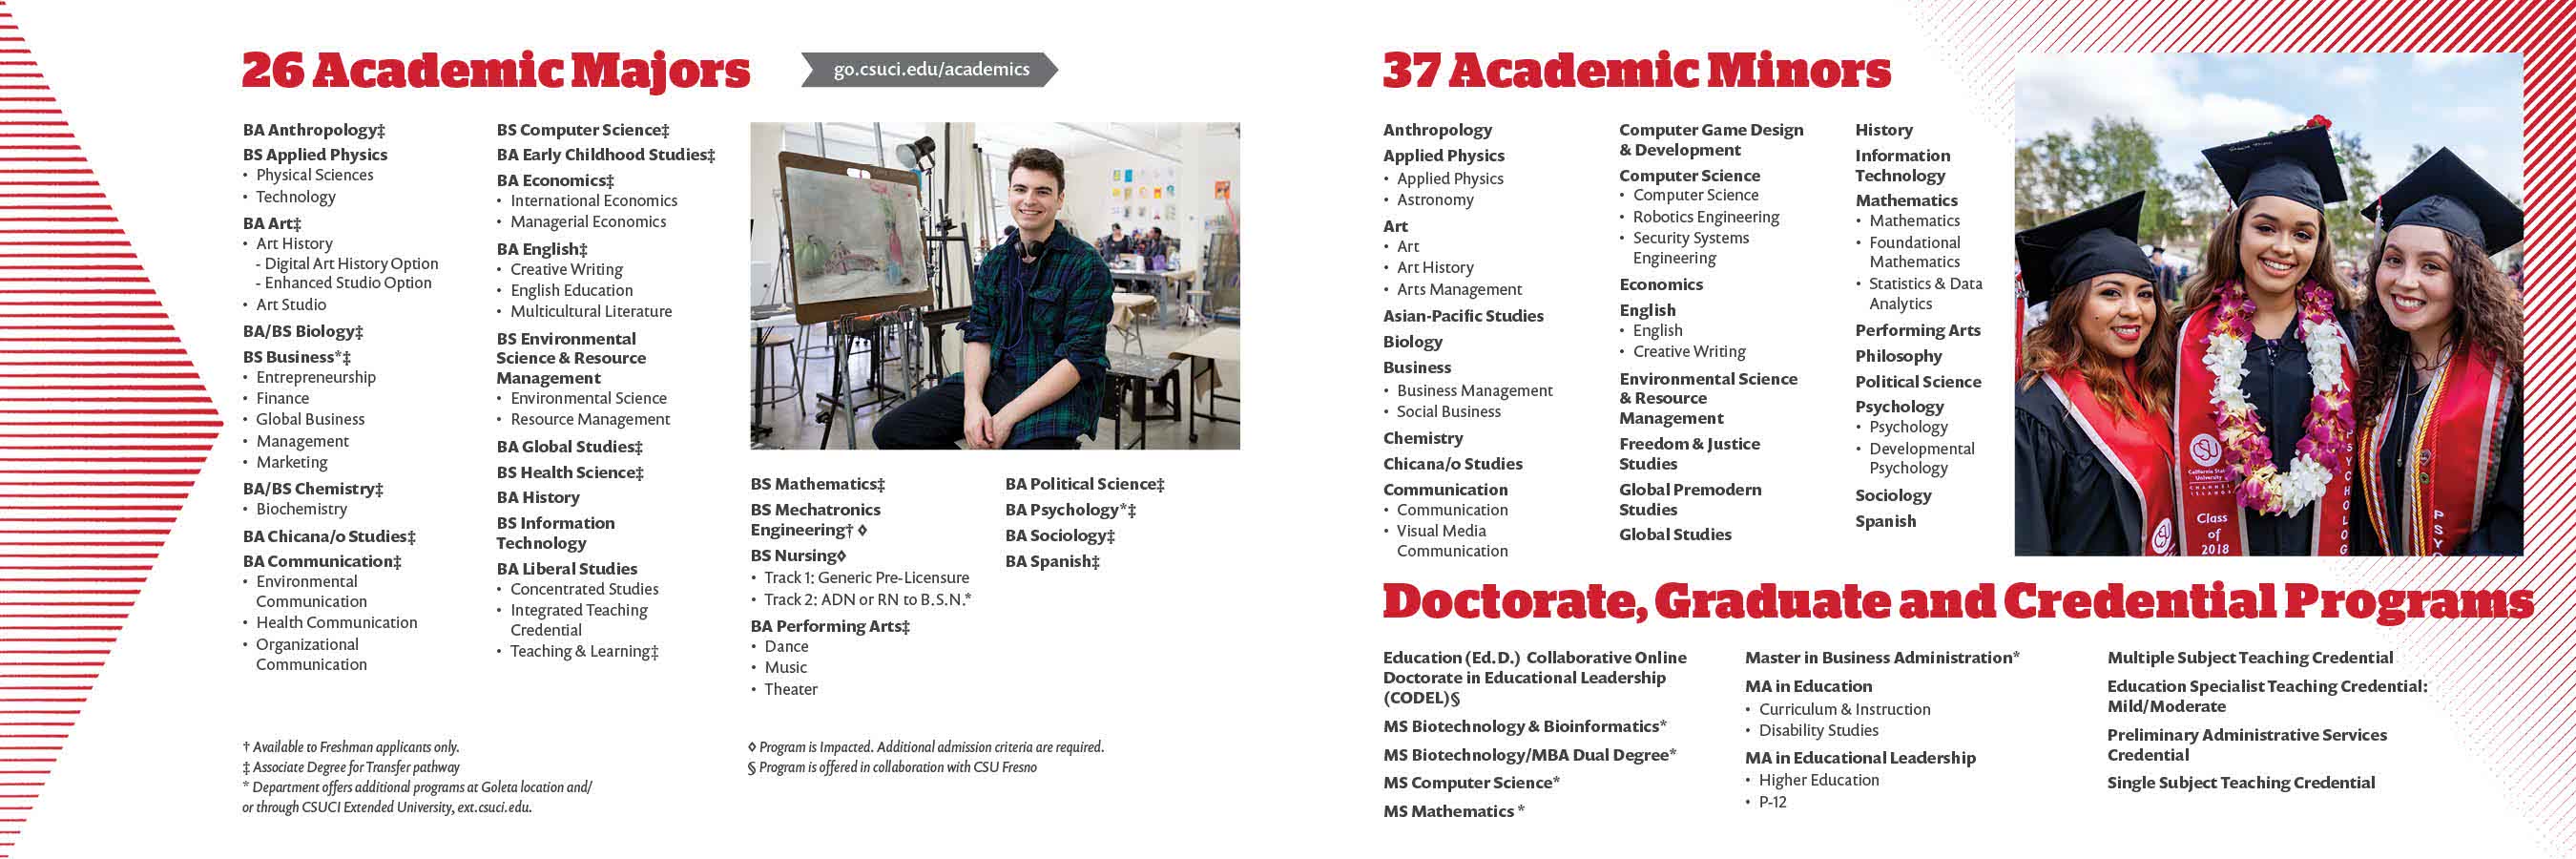 26 Academic Majors
go.csuci.edu/academics
BA Anthropology‡
BS Applied Physics
• Physical Sciences
• Technology
BA Art‡
• Art History
- Digital Art History Option
- Enhanced Studio Option
• Art Studio
BA/BS Biology‡
BS Business*‡
• Entrepreneurship
• Finance
• Global Business
• Management
• Marketing
BA/BS Chemistry‡
• Biochemistry
BA Chicana/o Studies‡
BA Communication‡
• Environmental
Communication
• Health Communication
• Organizational
Communication
BS Computer Science‡
BA Early Childhood Studies‡
BA Economics‡
• International Economics
• Managerial Economics
BA English‡
• Creative Writing
• English Education
• Multicultural Literature
BS Environmental
Science & Resource
Management
• Environmental Science
• Resource Management
BA Global Studies‡
BS Health Science‡
BA History
BS Information
Technology
BA Liberal Studies
• Concentrated Studies
• Integrated Teaching
Credential
• Teaching & Learning‡
BS Mathematics‡
BS Mechatronics
Engineering† ◊
BS Nursing◊
• Track 1: Generic Pre-Licensure
• Track 2: ADN or RN to B.S.N.*
BA Performing Arts‡
• Dance
• Music
• Theater
BA Political Science‡
BA Psychology*‡
BA Sociology‡
BA Spanish‡
† Available to Freshman applicants only.
‡ Associate Degree for Transfer pathway
* Department offers additional programs at Goleta location and/
or through CSUCI Extended University, ext.csuci.edu.
◊ Program is Impacted. Additional admission criteria are required.
§ Program is offered in collaboration with CSU Fresno
37 Academic Minors
Anthropology
Applied Physics
• Applied Physics
• Astronomy
Art
• Art
• Art History
• Arts Management
Asian-Pacific Studies
Biology
Business
• Business Management
• Social Business
Chemistry
Chicana/o Studies
Communication
• Communication
• Visual Media
Communication
Computer Game Design
& Development
Computer Science
• Computer Science
• Robotics Engineering
• Security Systems
Engineering
Economics
English
• English
• Creative Writing
Environmental Science
& Resource
Management
Freedom & Justice
Studies
Global Premodern
Studies
Global Studies
History
Information
Technology
Mathematics
• Mathematics
• Foundational
Mathematics
• Statistics & Data
Analytics
Performing Arts
Philosophy
Political Science
Psychology
• Psychology
• Developmental
Psychology
Sociology
Spanish
CSU
California State
University
CHANNEL
ISLANDS
Class
of
2018
PSYCHOLOG
PSY
Doctorate, Graduate and Credential Programs
Education (Ed.D.) Collaborative Online
Doctorate in Educational Leadership
(CODEL)§
MS Biotechnology & Bioinformatics*
MS Biotechnology/MBA Dual Degree*
MS Computer Science*
MS Mathematics *
Master in Business Administration*
MA in Education
• Curriculum & Instruction
• Disability Studies
MA in Educational Leadership
• Higher Education
• P-12
Multiple Subject Teaching Credential
Education Specialist Teaching Credential:
Mild/Moderate
Preliminary Administrative Services
Credential
Single Subject Teaching Credential